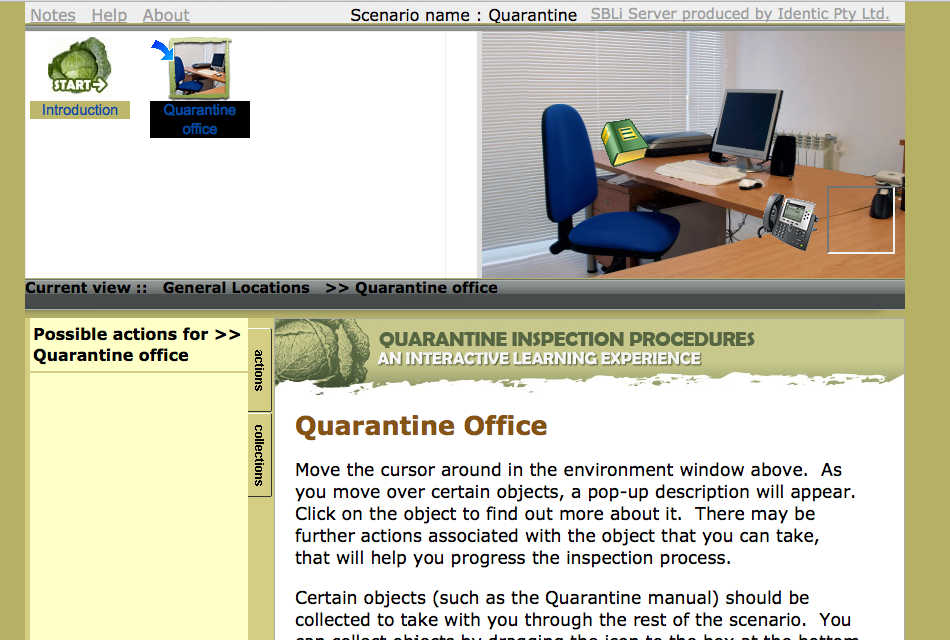 Notes Help About Scenario name : Quarantine SBLi Server produced by Identic Pty Ltd.
START
Introduction
Quarantine
office
Current view :: General Locations >> Quarantine office
Possible actions for >>
Quarantine office
actions
collections
QUARANTINE INSPECTION PROCEDURES
AN INTERACTIVE LEARNING EXPERIENCE
Quarantine Office
Move the cursor around in the environment window above. As
you move over certain objects, a pop-up description will appear.
Click on the object to find out more about it. There may be
further actions associated with the object that you can take,
that will help you progress the inspection process.
Certain objects (such as the Quarantine manual) should be
collected to take with you through the rest of the scenario. You
can collect objects by dragging the icon to the box at the bottom